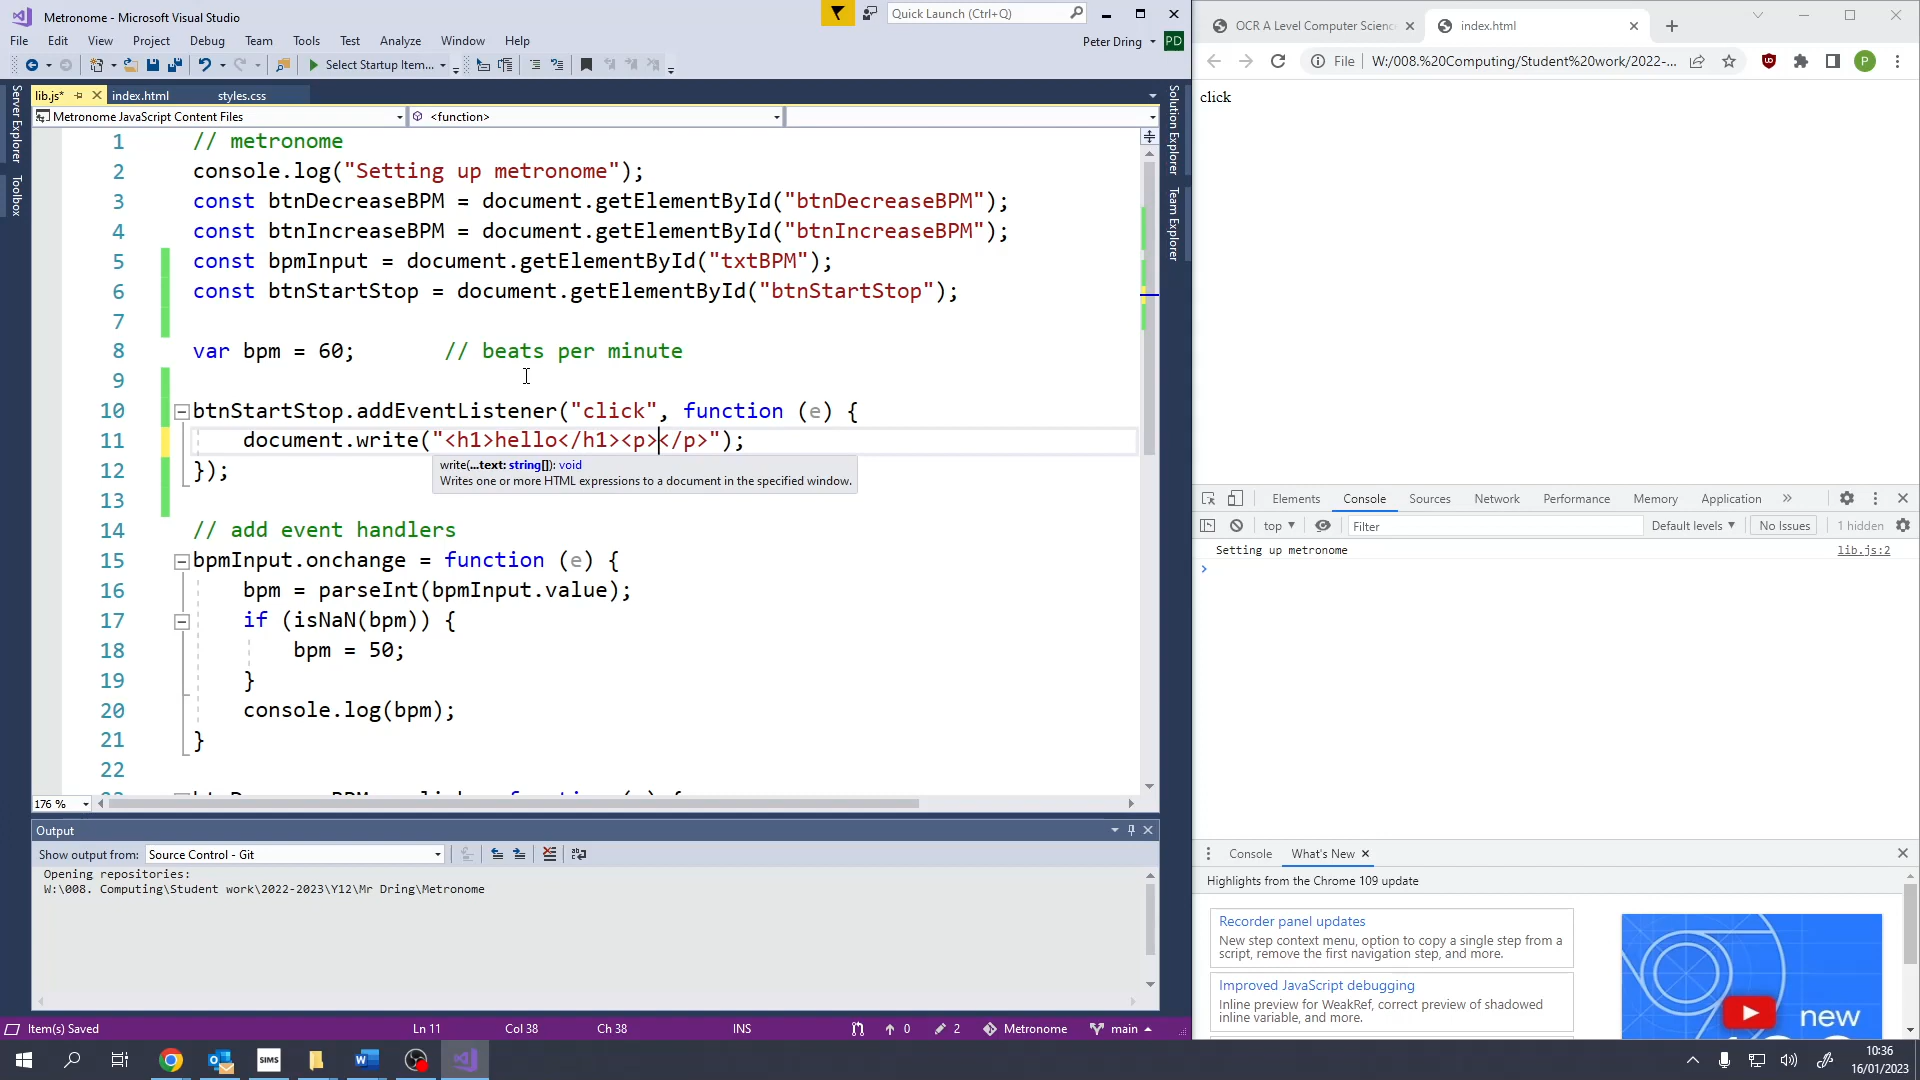 Metronome - Microsoft Visual Studio
Quick Launch (Ctrl+Q)
File Edit View Project Debug Team Tools Test Analyze Window Help
Peter Dring PD
Select Startup Item...
Server Explorer
Toolbox
Solution Explorer
Team Explorer
lib.js* index.html styles.css
Metronome JavaScript Content Files <function>
1 // metronome
2 console.log("Setting up metronome");
3 const btnDecreaseBPM = document.getElementById("btnDecreaseBPM");
4 const btnIncreaseBPM = document.getElementById("btnIncreaseBPM");
5 const bpmInput = document.getElementById("txtBPM");
6 const btnStartStop = document.getElementById("btnStartStop");
7
8 var bpm = 60; // beats per minute
9
10 btnStartStop.addEventListener("click", function (e) {
11 document.write("<h1>hello</h1><p></p>");
write(...text: string[]): void
Writes one or more HTML expressions to a document in the specified window.
12 });
13
14 // add event handlers
15 bpmInput.onchange = function (e) {
16 bpm = parseInt(bpmInput.value);
17 if (isNaN(bpm)) {
18 bpm = 50;
19 }
20 console.log(bpm);
21 }
22
176 %
Output
Show output from: Source Control - Git
Opening repositories:
W:\008. Computing\Student work\2022-2023\Y12\Mr Dring\Metronome
Item(s) Saved Ln 11 Col 38 Ch 38 INS 0 2 Metronome main
OCR A Level Computer Science index.html
File W:/008.%20Computing/Student%20work/2022-... P
click
Elements Console Sources Network Performance Memory Application
top Filter Default levels No Issues 1 hidden
Setting up metronome lib.js:2
Console What's New
Highlights from the Chrome 109 update
Recorder panel updates
New step context menu, option to copy a single step from a
script, remove the first navigation step, and more.
Improved JavaScript debugging
Inline preview for WeakRef, correct preview of shadowed
inline variable, and more.
new
SIMS
10:36
16/01/2023